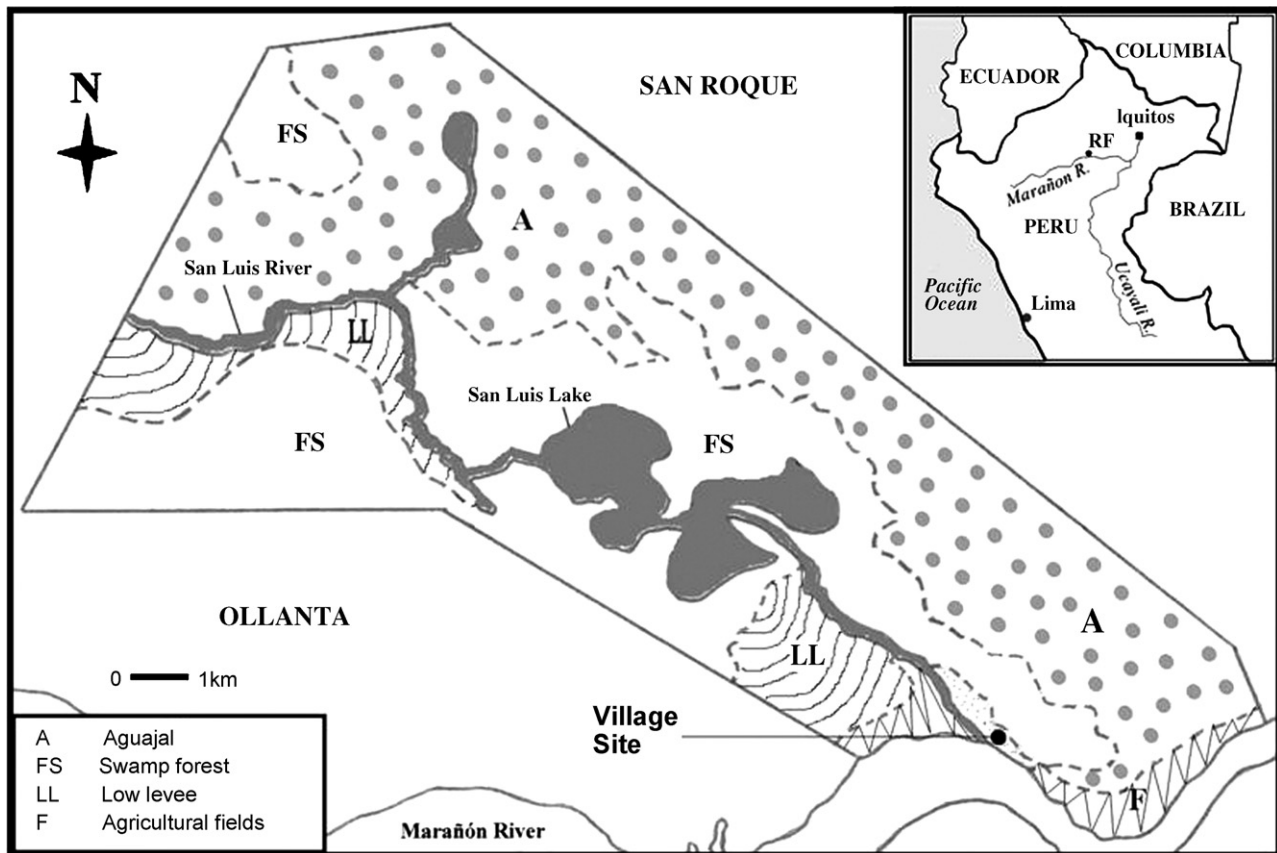 N
SAN ROQUE
FS
A
San Luis River
LL
San Luis Lake
FS
FS
OLLANTA
0 1km
LL
A
Village
Site
F
Marañón River
A Aguajal
FS Swamp forest
LL Low levee
F Agricultural fields
COLUMBIA
ECUADOR
Iquitos
RF
Marañon R.
PERU
BRAZIL
Ucayali R.
Pacific
Ocean
Lima